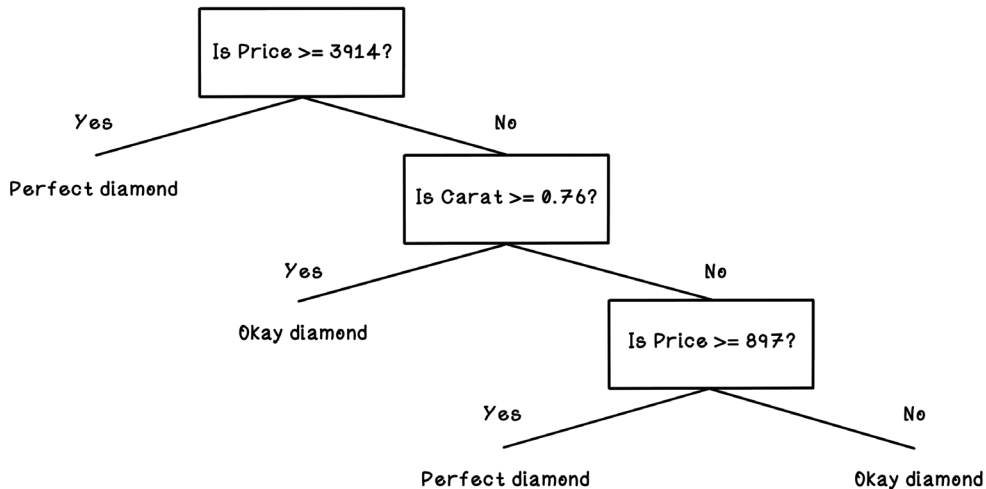 Is Price >= 3914?
Yes
No
Perfect diamond
Is Carat >= 0.76?
Yes
No
Okay diamond
Is Price >= 897?
Yes
No
Perfect diamond
Okay diamond